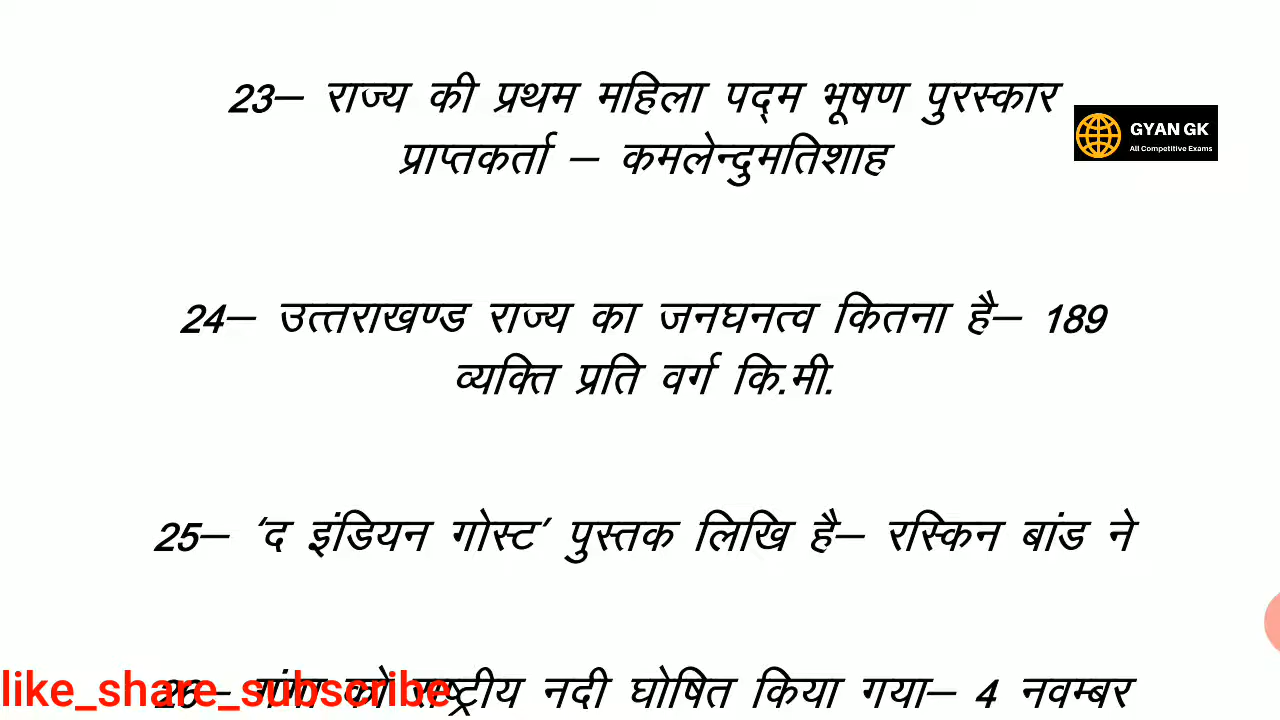 23– राज्य की प्रथम महिला पद्म भूषण पुरस्कार
प्राप्तकर्ता – कमलेन्दुमतिशाह
GYAN GK
All Competitive Exams
24– उत्तराखण्ड राज्य का जनघनत्व कितना है– 189
व्यक्ति प्रति वर्ग कि.मी.
25– ‘द इंडियन गोस्ट’ पुस्तक लिखि है– रस्किन बांड ने
26– गंगा को राष्ट्रीय नदी घोषित किया गया– 4 नवम्बर
like_share_subscribe